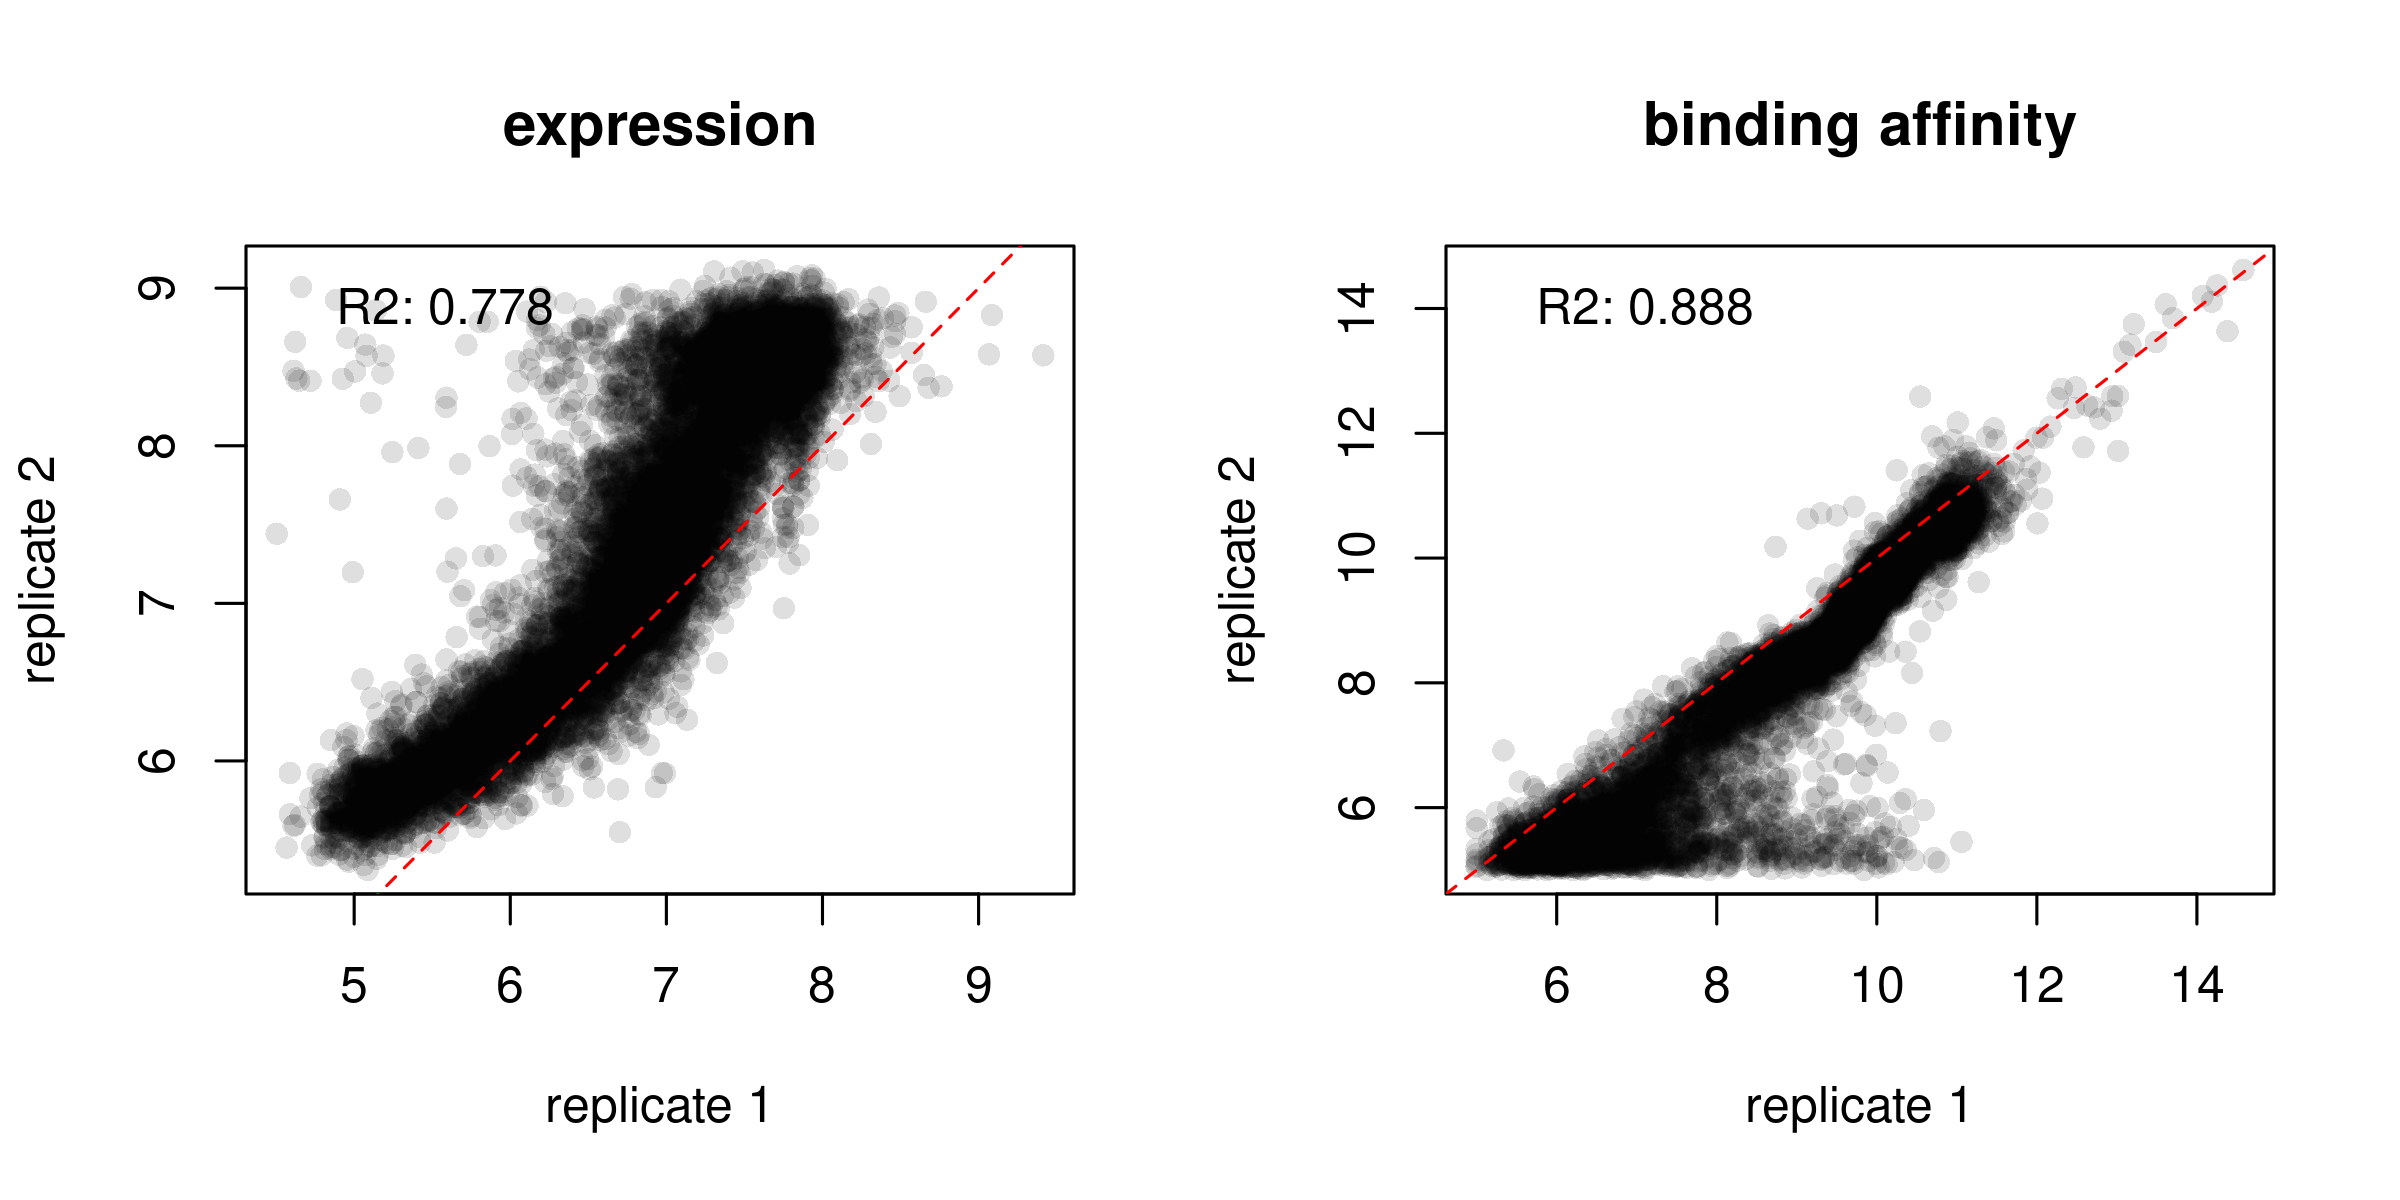 expression
R2: 0.778
9
8
7
6
replicate 2
5 6 7 8 9
replicate 1
binding affinity
R2: 0.888
14
12
10
8
6
replicate 2
6 8 10 12 14
replicate 1